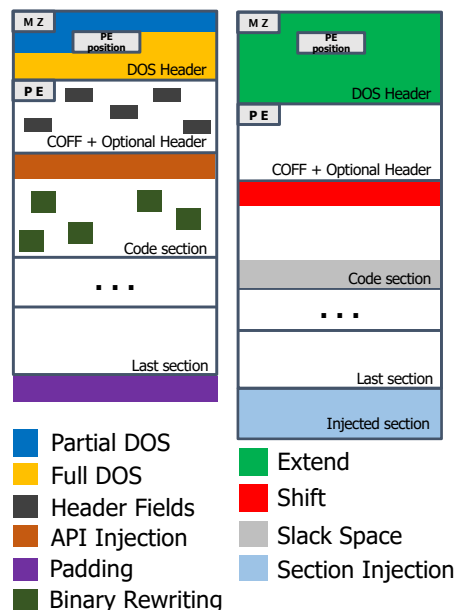 M Z
PE
position
DOS Header
P E
COFF + Optional Header
Code section
...
Last section
Partial DOS
Full DOS
Header Fields
API Injection
Padding
Binary Rewriting
M Z
PE
position
DOS Header
P E
COFF + Optional Header
Code section
...
Last section
Injected section
Extend
Shift
Slack Space
Section Injection